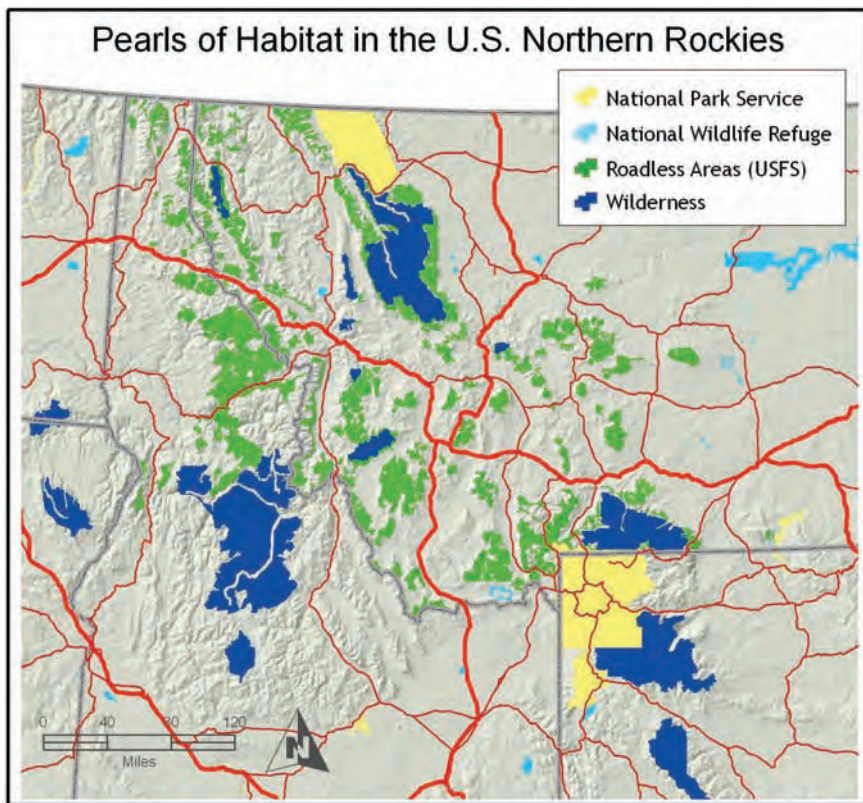 Pearls of Habitat in the U.S. Northern Rockies
National Park Service
National Wildlife Refuge
Roadless Areas (USFS)
Wilderness
0 40 80 120
Miles
N